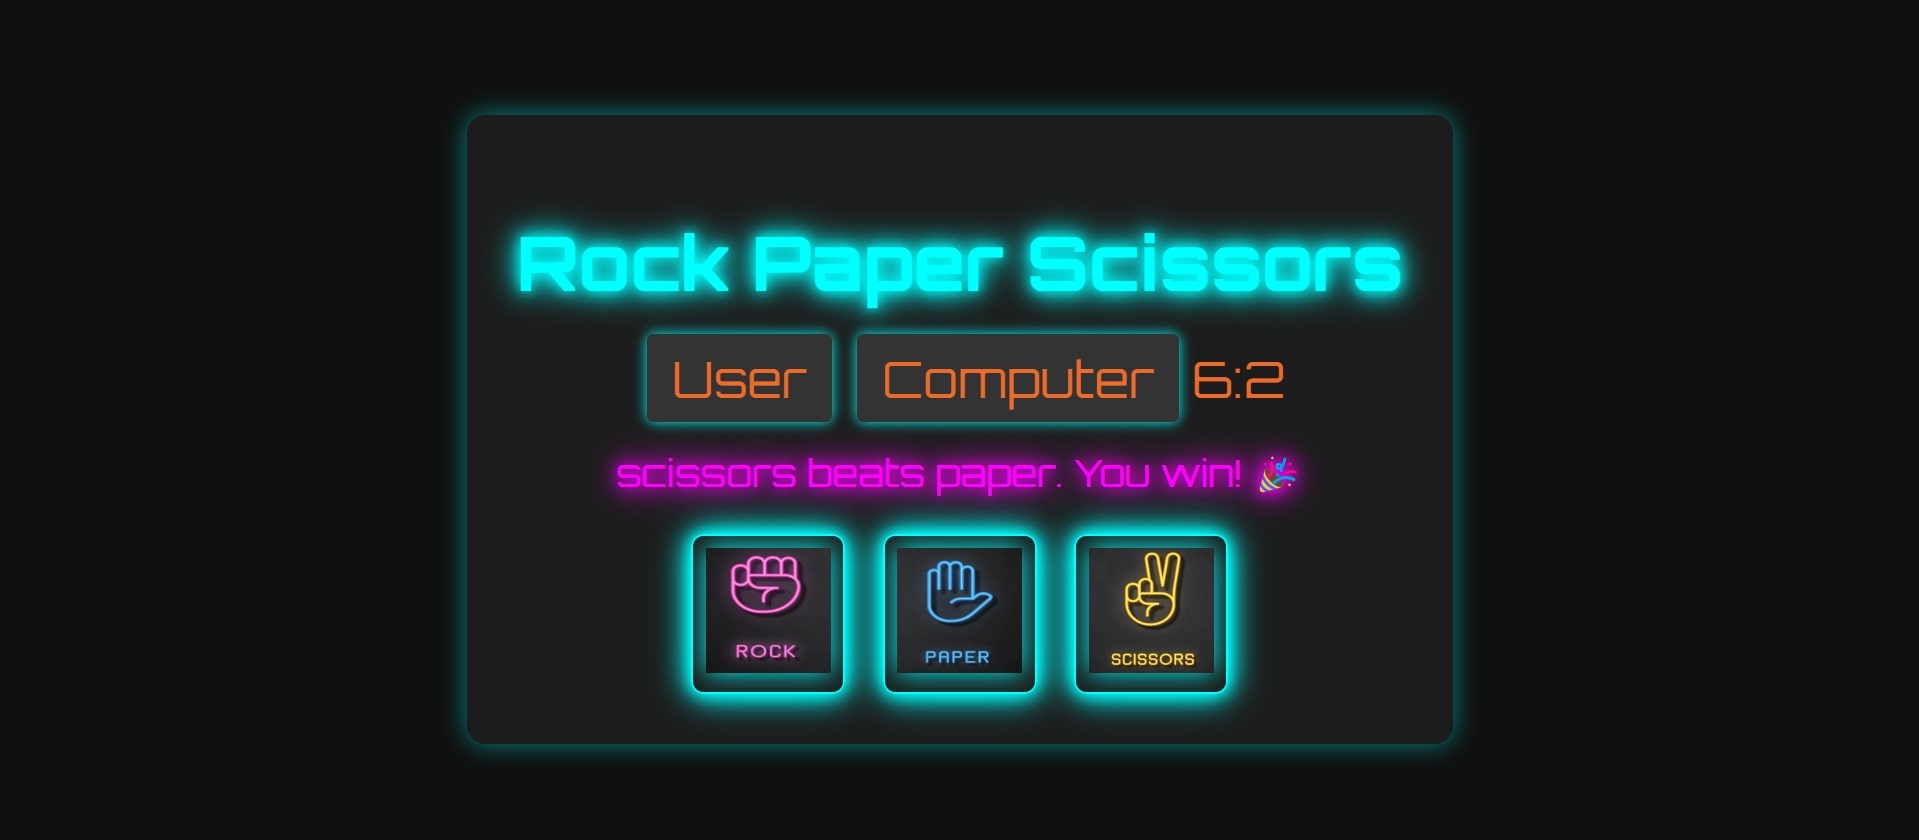 Rock Paper Scissors
User Computer 6:2
scissors beats paper. You win! 🎉
ROCK PAPER SCISSORS